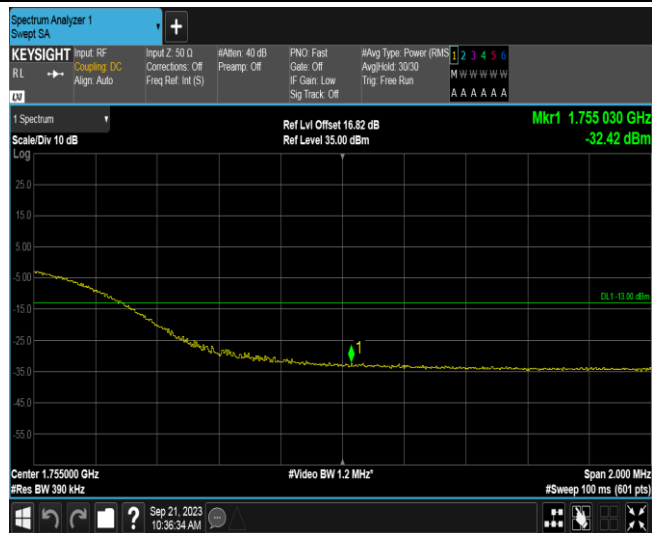 Spectrum Analyzer 1
Swept SA
+
KEYSIGHT
RL
Input: RF
Coupling: DC
Align: Auto
Input Z: 50 Ω
Corrections: Off
Freq Ref: Int (S)
#Atten: 40 dB
Preamp: Off
PNO: Fast
Gate: Off
IF Gain: Low
Sig Track: Off
#Avg Type: Power (RMS
Avg|Hold: 30/30
Trig: Free Run
1 2 3 4 5 6
M W W W W W
A A A A A A
1 Spectrum
Scale/Div 10 dB
Log
Ref Lvl Offset 16.82 dB
Ref Level 35.00 dBm
Mkr1 1.755 030 GHz
-32.42 dBm
25.0
15.0
5.00
-5.00
DL1 -13.00 dBm
-15.0
-25.0
1
-35.0
-45.0
-55.0
Center 1.755000 GHz
#Res BW 390 kHz
#Video BW 1.2 MHz*
Span 2.000 MHz
#Sweep 100 ms (601 pts)
?
Sep 21, 2023
10:36:34 AM